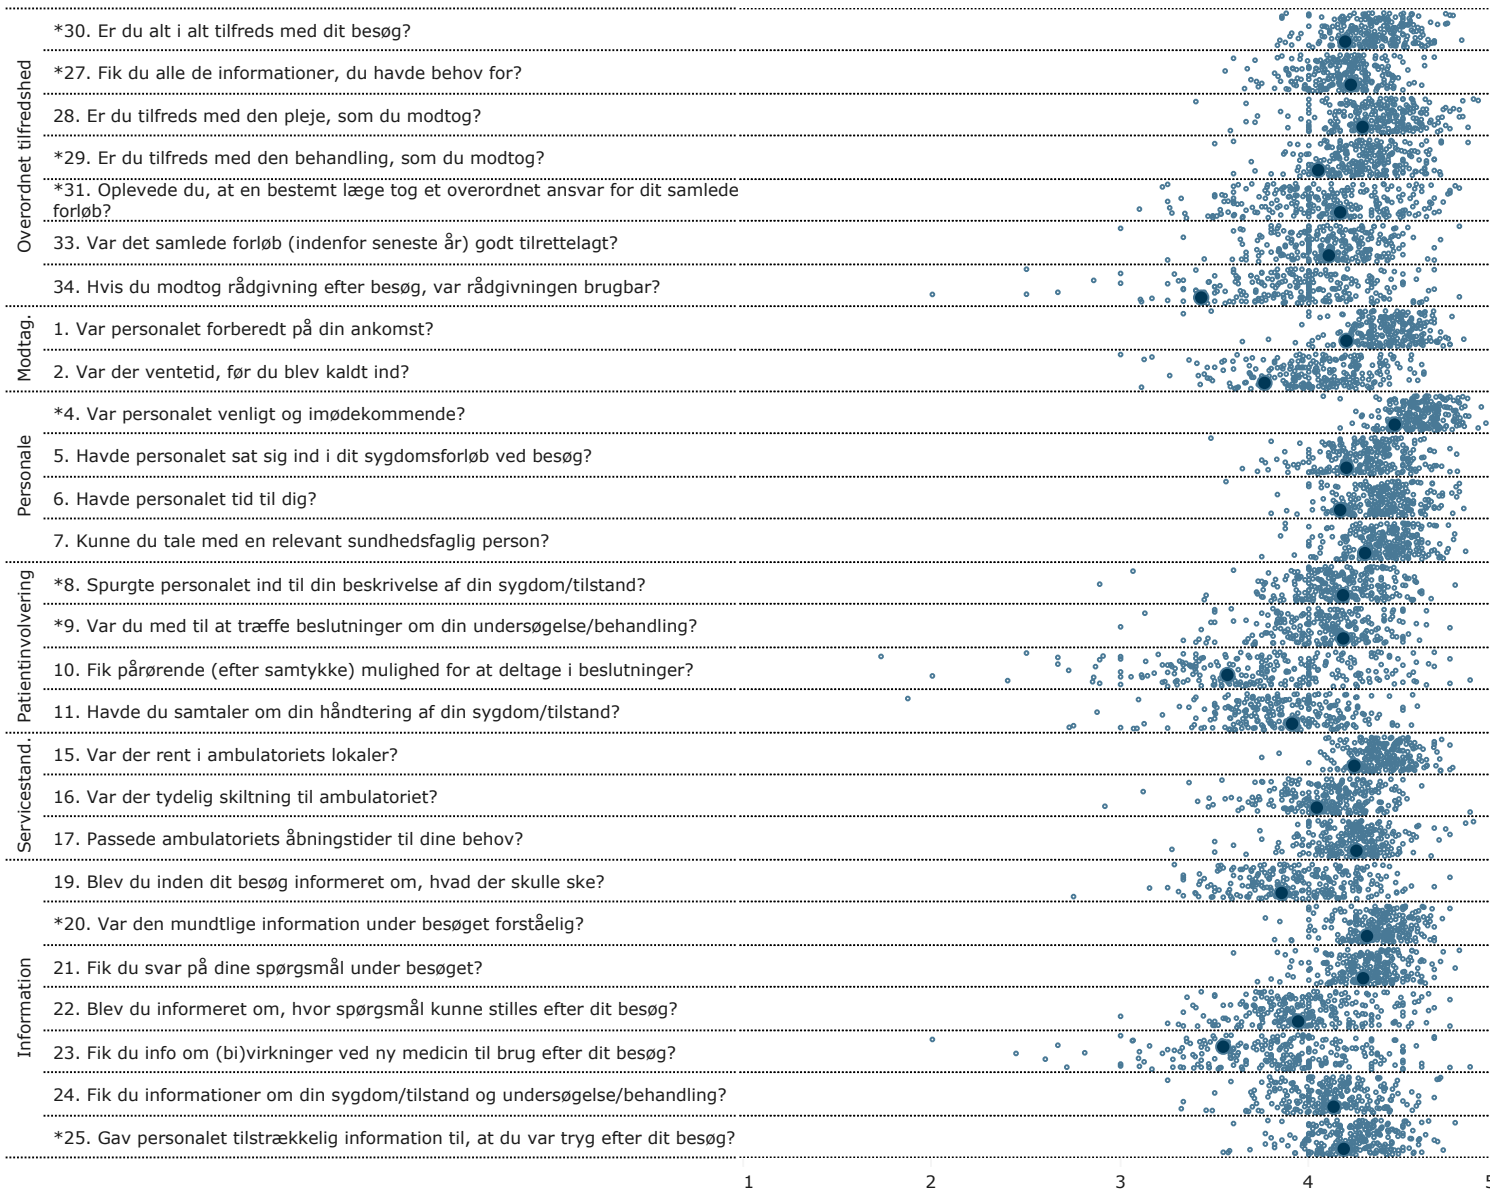 Overordnet tilfredshed
*30. Er du alt i alt tilfreds med dit besøg?
*27. Fik du alle de informationer, du havde behov for?
28. Er du tilfreds med den pleje, som du modtog?
*29. Er du tilfreds med den behandling, som du modtog?
*31. Oplevede du, at en bestemt læge tog et overordnet ansvar for dit samlede
forløb?
33. Var det samlede forløb (indenfor seneste år) godt tilrettelagt?
34. Hvis du modtog rådgivning efter besøg, var rådgivningen brugbar?
Modtag.
1. Var personalet forberedt på din ankomst?
2. Var der ventetid, før du blev kaldt ind?
Personale
*4. Var personalet venligt og imødekommende?
5. Havde personalet sat sig ind i dit sygdomsforløb ved besøg?
6. Havde personalet tid til dig?
7. Kunne du tale med en relevant sundhedsfaglig person?
Patientinvolvering
*8. Spurgte personalet ind til din beskrivelse af din sygdom/tilstand?
*9. Var du med til at træffe beslutninger om din undersøgelse/behandling?
10. Fik pårørende (efter samtykke) mulighed for at deltage i beslutninger?
11. Havde du samtaler om din håndtering af din sygdom/tilstand?
Servicestand.
15. Var der rent i ambulatoriets lokaler?
16. Var der tydelig skiltning til ambulatoriet?
17. Passede ambulatoriets åbningstider til dine behov?
Information
19. Blev du inden dit besøg informeret om, hvad der skulle ske?
*20. Var den mundtlige information under besøget forståelig?
21. Fik du svar på dine spørgsmål under besøget?
22. Blev du informeret om, hvor spørgsmål kunne stilles efter dit besøg?
23. Fik du info om (bi)virkninger ved ny medicin til brug efter dit besøg?
24. Fik du informationer om din sygdom/tilstand og undersøgelse/behandling?
*25. Gav personalet tilstrækkelig information til, at du var tryg efter dit besøg?
1 2 3 4 5